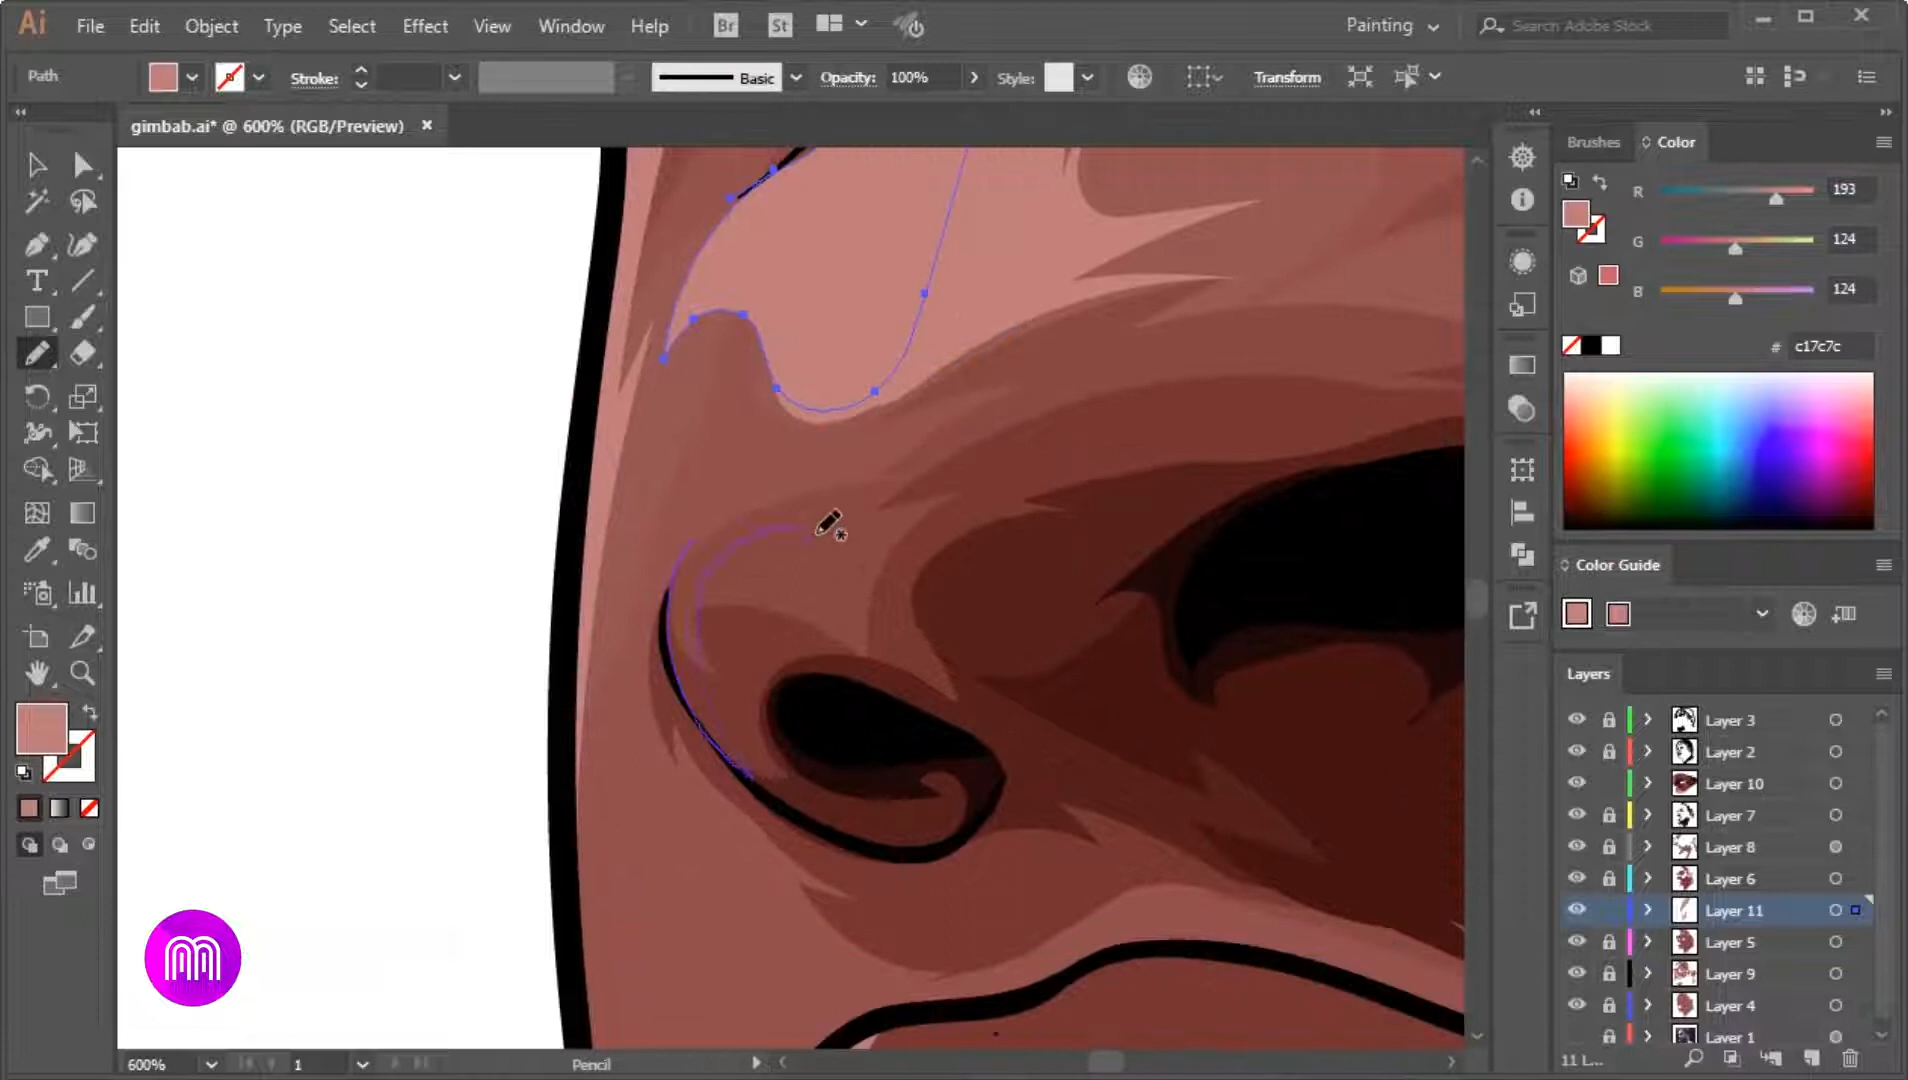 Ai File Edit Object Type Select Effect View Window Help Br St Painting Search Adobe Stock
Path Stroke: Basic Opacity: 100% Style: Transform
gimbab.ai* @ 600% (RGB/Preview)
Brushes Color
R 193
G 124
B 124
# c17c7c
Color Guide
Layers
Layer 3
Layer 2
Layer 10
Layer 7
Layer 8
Layer 6
Layer 11
Layer 5
Layer 9
Layer 4
Layer 1
11 L...
600% 1 Pencil